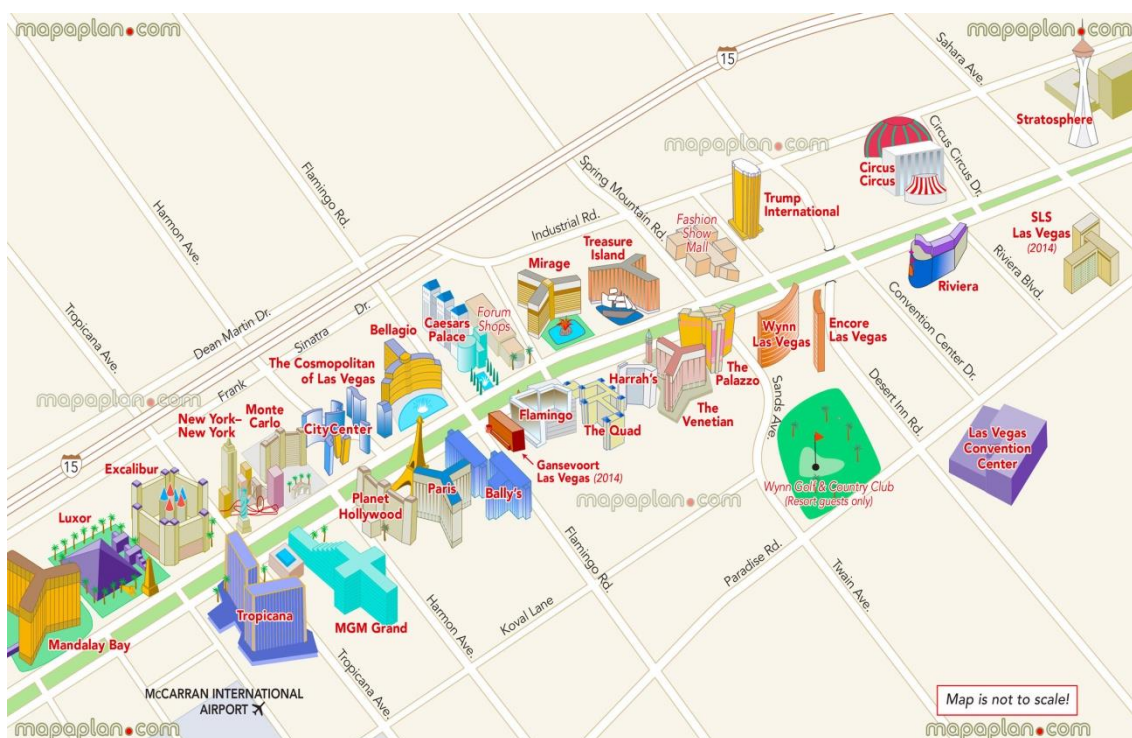 mapaplan.com
mapaplan.com
15
Sahara Ave.
Stratosphere
Circus Circus Dr.
Circus
Circus
mapaplan.com
Spring Mountain Rd.
Trump
International
Flamingo Rd.
Harmon Ave.
Industrial Rd.
Fashion
Show
Mall
SLS
Las Vegas
(2014)
Riviera Blvd.
Treasure
Island
Mirage
Riviera
Tropicana Ave.
Dean Martin Dr.
Frank Sinatra Dr.
Bellagio
Caesars
Palace
Forum
Shops
Convention Center Dr.
Wynn
Las Vegas
Encore
Las Vegas
The Cosmopolitan
of Las Vegas
Harrah's
The
Palazzo
mapaplan.com
New York–
New York
Monte
Carlo
CityCenter
Flamingo
The Quad
The
Venetian
Sands Ave.
Desert Inn Rd.
Las Vegas
Convention
Center
15
Excalibur
Gansevoort
Las Vegas (2014)
Planet
Hollywood
Paris
Bally's
mapaplan.com
Wynn Golf & Country Club
(Resort guests only)
Luxor
Flamingo Rd.
Paradise Rd.
Twain Ave.
Mandalay Bay
Tropicana
MGM Grand
Harmon Ave.
Koval Lane
Tropicana Ave.
McCARRAN INTERNATIONAL
AIRPORT
Map is not to scale!
mapaplan.com
mapaplan.com